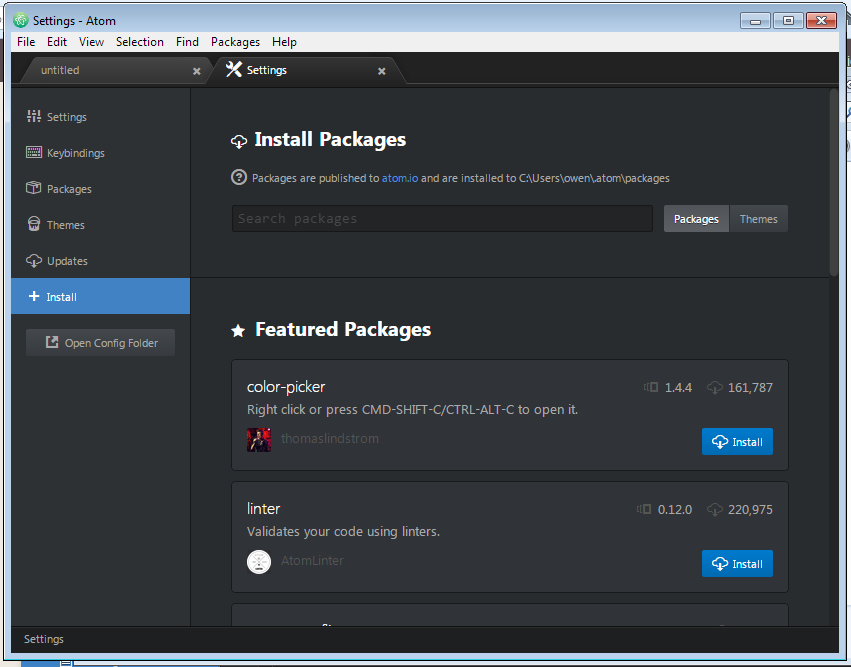 Settings - Atom
File Edit View Selection Find Packages Help
untitled
Settings
Settings
Keybindings
Packages
Themes
Updates
Install
Open Config Folder
Install Packages
Packages are published to atom.io and are installed to C:\Users\owen\.atom\packages
Search packages
Packages Themes
Featured Packages
color-picker 1.4.4 161,787
Right click or press CMD-SHIFT-C/CTRL-ALT-C to open it.
thomaslindstrom Install
linter 0.12.0 220,975
Validates your code using linters.
AtomLinter Install
Settings